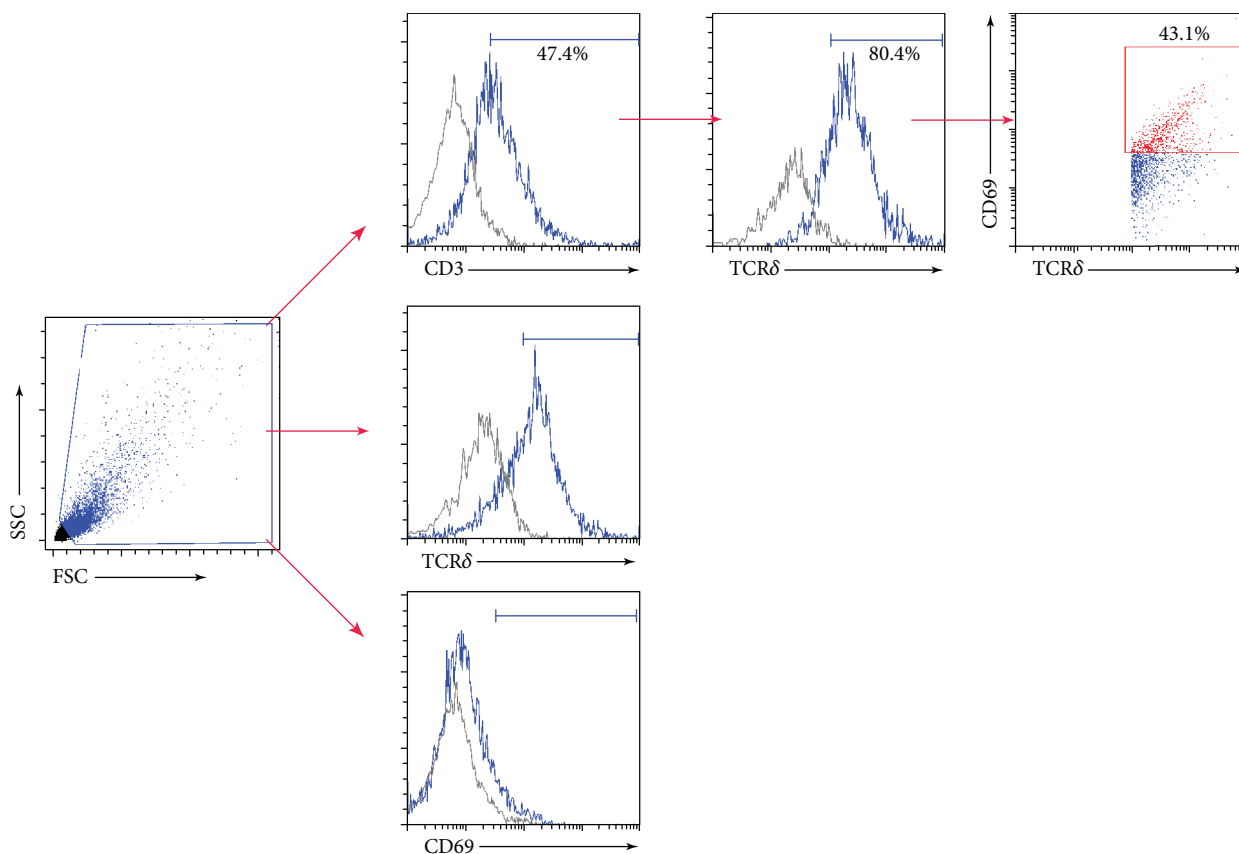 47.4%
CD3
80.4%
TCRδ
43.1%
CD69
TCRδ
SSC
FSC
TCRδ
CD69